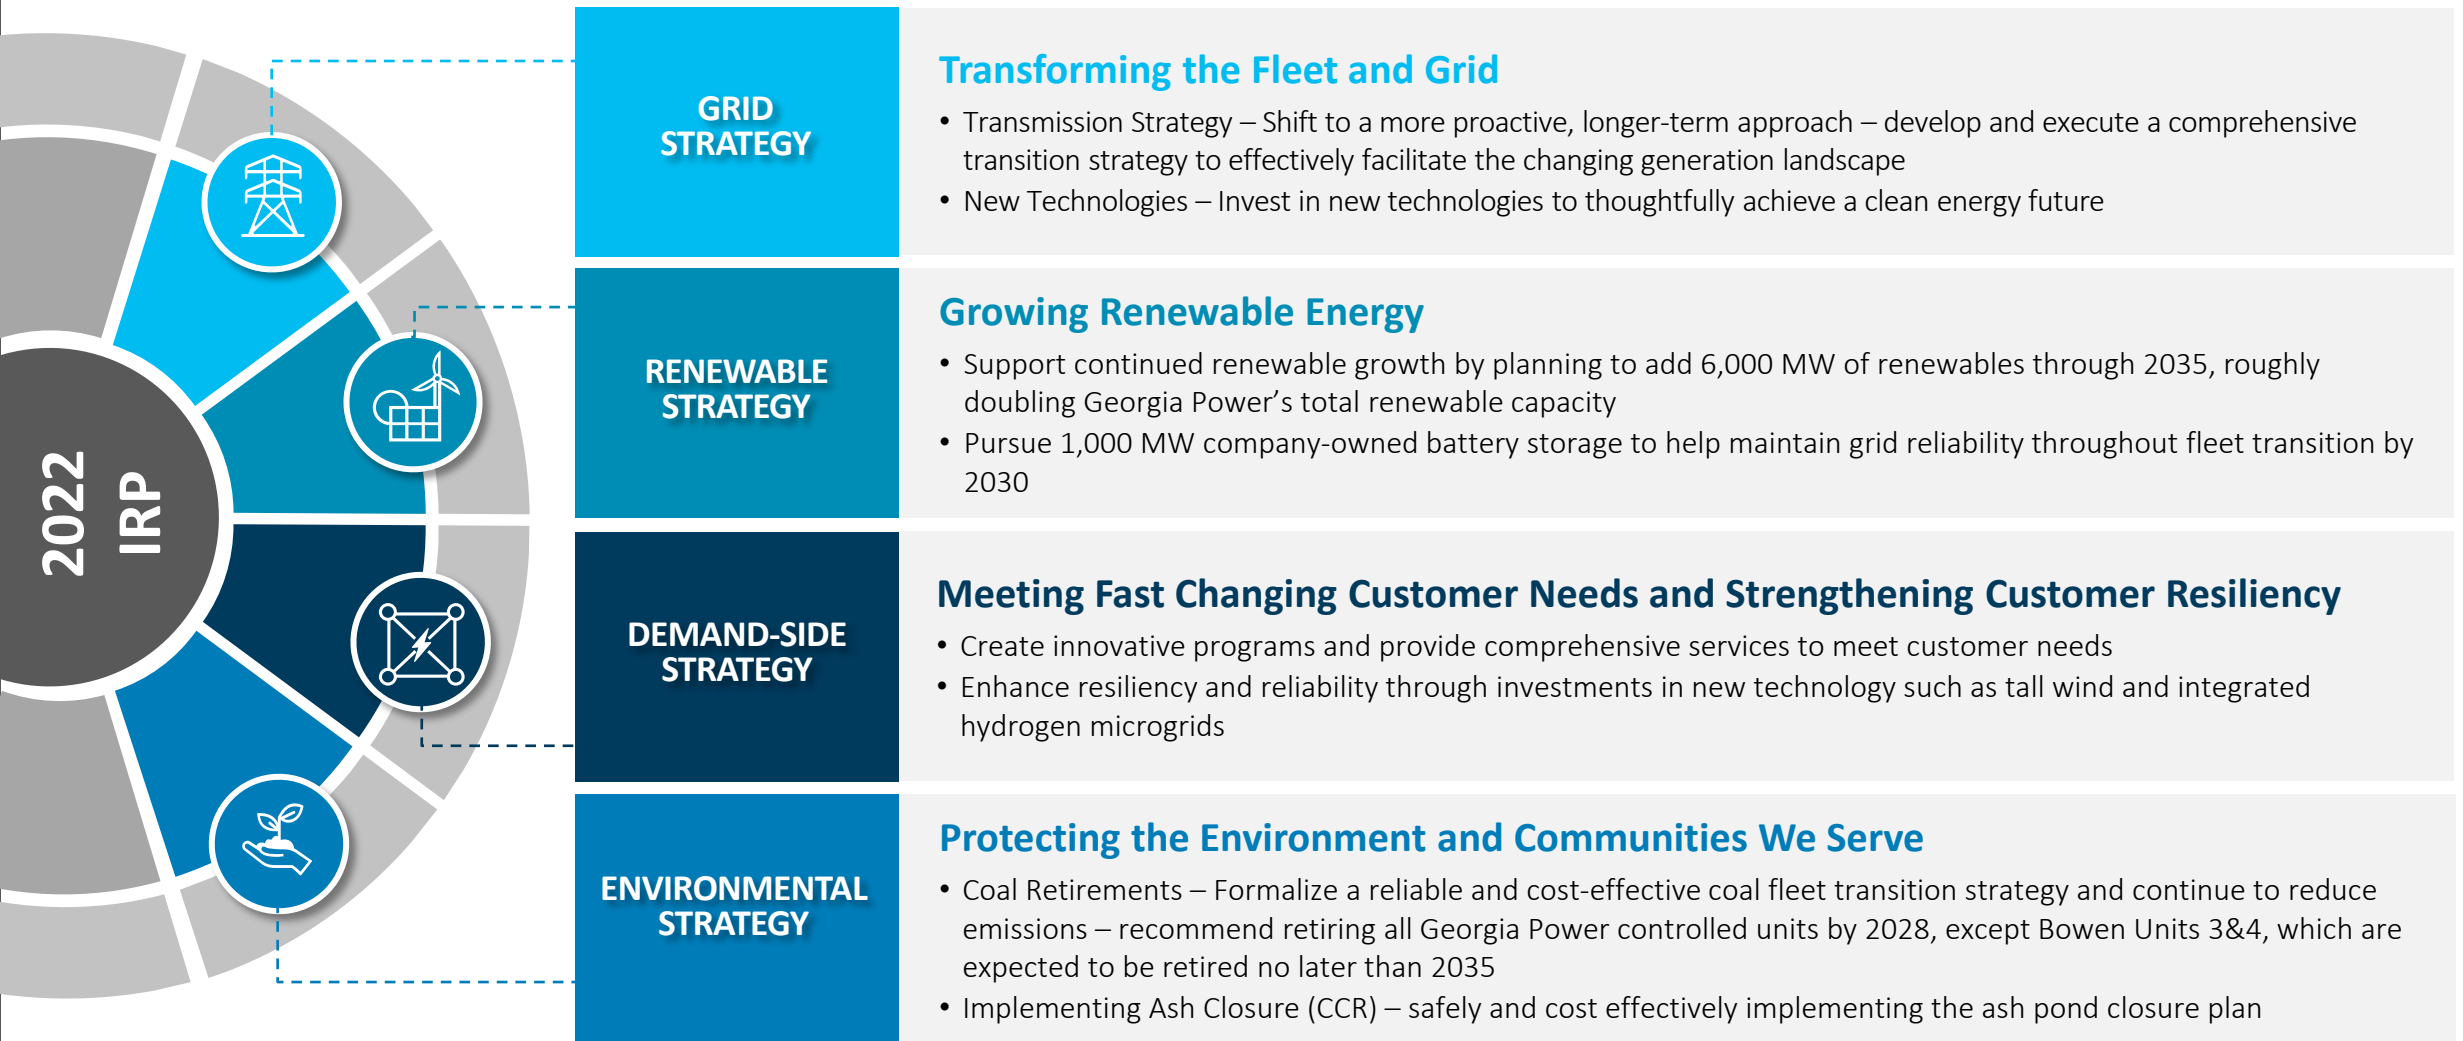 2022
IRP
GRID
STRATEGY
Transforming the Fleet and Grid
• Transmission Strategy – Shift to a more proactive, longer-term approach – develop and execute a comprehensive
transition strategy to effectively facilitate the changing generation landscape
• New Technologies – Invest in new technologies to thoughtfully achieve a clean energy future
RENEWABLE
STRATEGY
Growing Renewable Energy
• Support continued renewable growth by planning to add 6,000 MW of renewables through 2035, roughly
doubling Georgia Power’s total renewable capacity
• Pursue 1,000 MW company-owned battery storage to help maintain grid reliability throughout fleet transition by
2030
DEMAND-SIDE
STRATEGY
Meeting Fast Changing Customer Needs and Strengthening Customer Resiliency
• Create innovative programs and provide comprehensive services to meet customer needs
• Enhance resiliency and reliability through investments in new technology such as tall wind and integrated
hydrogen microgrids
ENVIRONMENTAL
STRATEGY
Protecting the Environment and Communities We Serve
• Coal Retirements – Formalize a reliable and cost-effective coal fleet transition strategy and continue to reduce
emissions – recommend retiring all Georgia Power controlled units by 2028, except Bowen Units 3&4, which are
expected to be retired no later than 2035
• Implementing Ash Closure (CCR) – safely and cost effectively implementing the ash pond closure plan